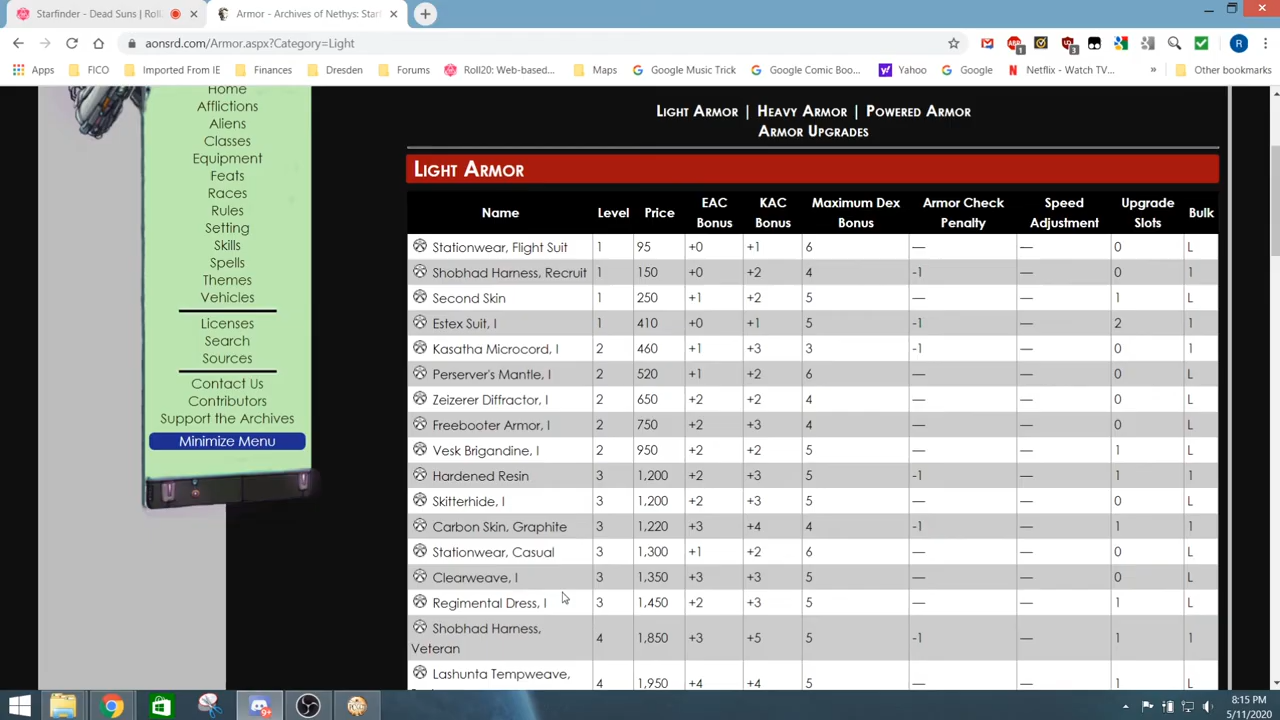 Starfinder - Dead Suns | Roll
Armor - Archives of Nethys: Star
aonsrd.com/Armor.aspx?Category=Light
1
3
R
Apps
FICO
Imported From IE
Finances
Dresden
Forums
Roll20: Web-based...
Maps
Google Music Trick
Google Comic Boo...
Yahoo
Google
Netflix - Watch TV...
»
Other bookmarks
Home
Afflictions
Aliens
Classes
Equipment
Feats
Races
Rules
Setting
Skills
Spells
Themes
Vehicles
Licenses
Search
Sources
Contact Us
Contributors
Support the Archives
Minimize Menu
Light Armor | Heavy Armor | Powered Armor
Armor Upgrades
Light Armor
Name Level Price EAC Bonus KAC Bonus Maximum Dex Bonus Armor Check Penalty Speed Adjustment Upgrade Slots Bulk
Stationwear, Flight Suit 1 95 +0 +1 6 — — 0 L
Shobhad Harness, Recruit 1 150 +0 +2 4 -1 — 0 1
Second Skin 1 250 +1 +2 5 — — 1 L
Estex Suit, I 1 410 +0 +1 5 -1 — 2 1
Kasatha Microcord, I 2 460 +1 +3 3 -1 — 0 1
Perserver's Mantle, I 2 520 +1 +2 6 — — 0 L
Zeizerer Diffractor, I 2 650 +2 +2 4 — — 0 L
Freebooter Armor, I 2 750 +2 +3 4 — — 0 L
Vesk Brigandine, I 2 950 +2 +2 5 — — 1 L
Hardened Resin 3 1,200 +2 +3 5 -1 — 1 1
Skitterhide, I 3 1,200 +2 +3 5 — — 0 L
Carbon Skin, Graphite 3 1,220 +3 +4 4 -1 — 1 1
Stationwear, Casual 3 1,300 +1 +2 6 — — 0 L
Clearweave, I 3 1,350 +3 +3 5 — — 0 L
Regimental Dress, I 3 1,450 +2 +3 5 — — 1 L
Shobhad Harness,
Veteran 4 1,850 +3 +5 5 -1 — 1 1
Lashunta Tempweave, 4 1,950 +4 +4 5 — — 1 L
9+
8:15 PM
5/11/2020